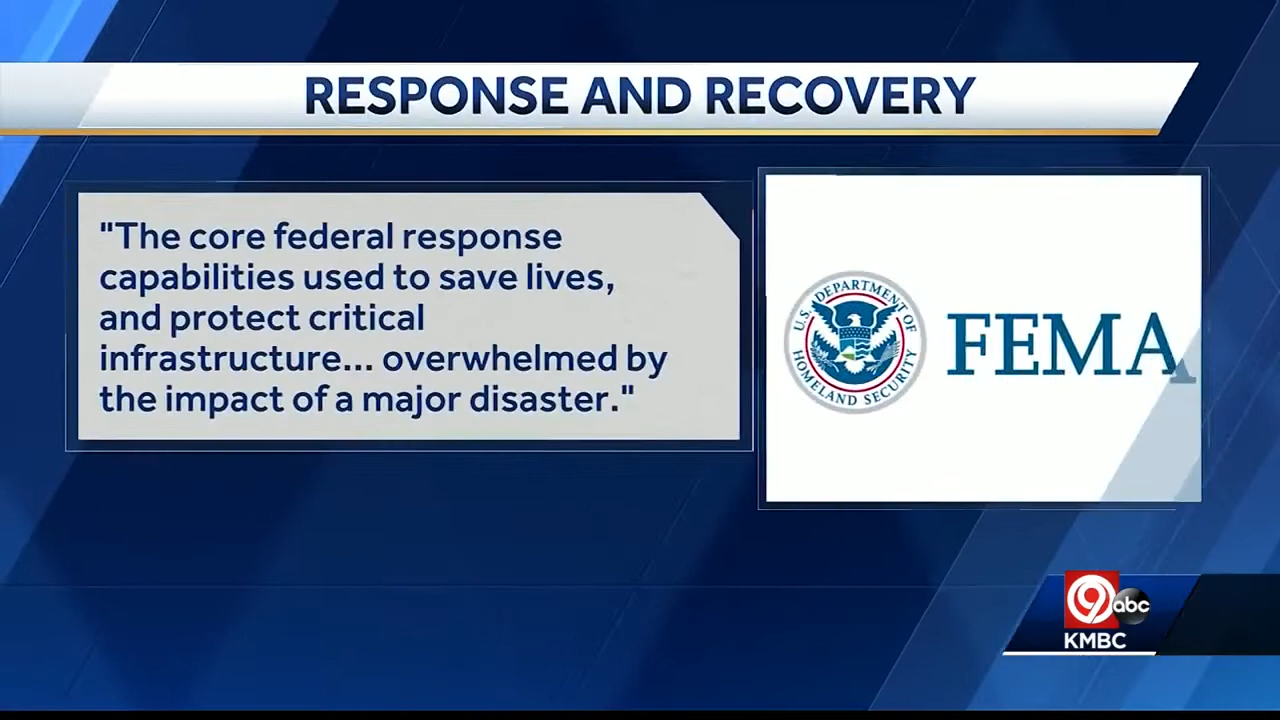 RESPONSE AND RECOVERY
"The core federal response
capabilities used to save lives,
and protect critical
infrastructure... overwhelmed by
the impact of a major disaster."
U.S. DEPARTMENT OF
HOMELAND SECURITY
FEMA
9
abc
KMBC